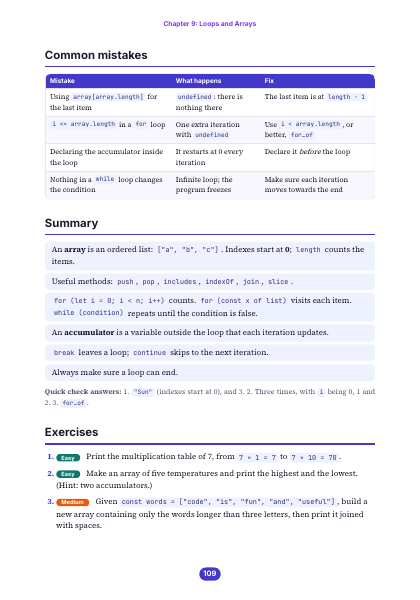 Chapter 9: Loops and Arrays
Common mistakes
Mistake What happens Fix
Using array[array.length] for undefined: there is The last item is at length - 1
the last item nothing there
i <= array.length in a for loop One extra iteration Use i < array.length, or
with undefined better, for…of
Declaring the accumulator inside It restarts at 0 every Declare it before the loop
the loop iteration
Nothing in a while loop changes Infinite loop; the Make sure each iteration
the condition program freezes moves towards the end
Summary
An array is an ordered list: ["a", "b", "c"]. Indexes start at 0; length counts the
items.
Useful methods: push, pop, includes, indexOf, join, slice.
for (let i = 0; i < n; i++) counts. for (const x of list) visits each item.
while (condition) repeats until the condition is false.
An accumulator is a variable outside the loop that each iteration updates.
break leaves a loop; continue skips to the next iteration.
Always make sure a loop can end.
Quick check answers: 1. "Sun" (indexes start at 0), and 3. 2. Three times, with i being 0, 1 and
2. 3. for…of.
Exercises
1. Easy Print the multiplication table of 7, from 7 × 1 = 7 to 7 × 10 = 70.
2. Easy Make an array of five temperatures and print the highest and the lowest.
(Hint: two accumulators.)
3. Medium Given const words = ["code", "is", "fun", "and", "useful"], build a
new array containing only the words longer than three letters, then print it joined
with spaces.
109